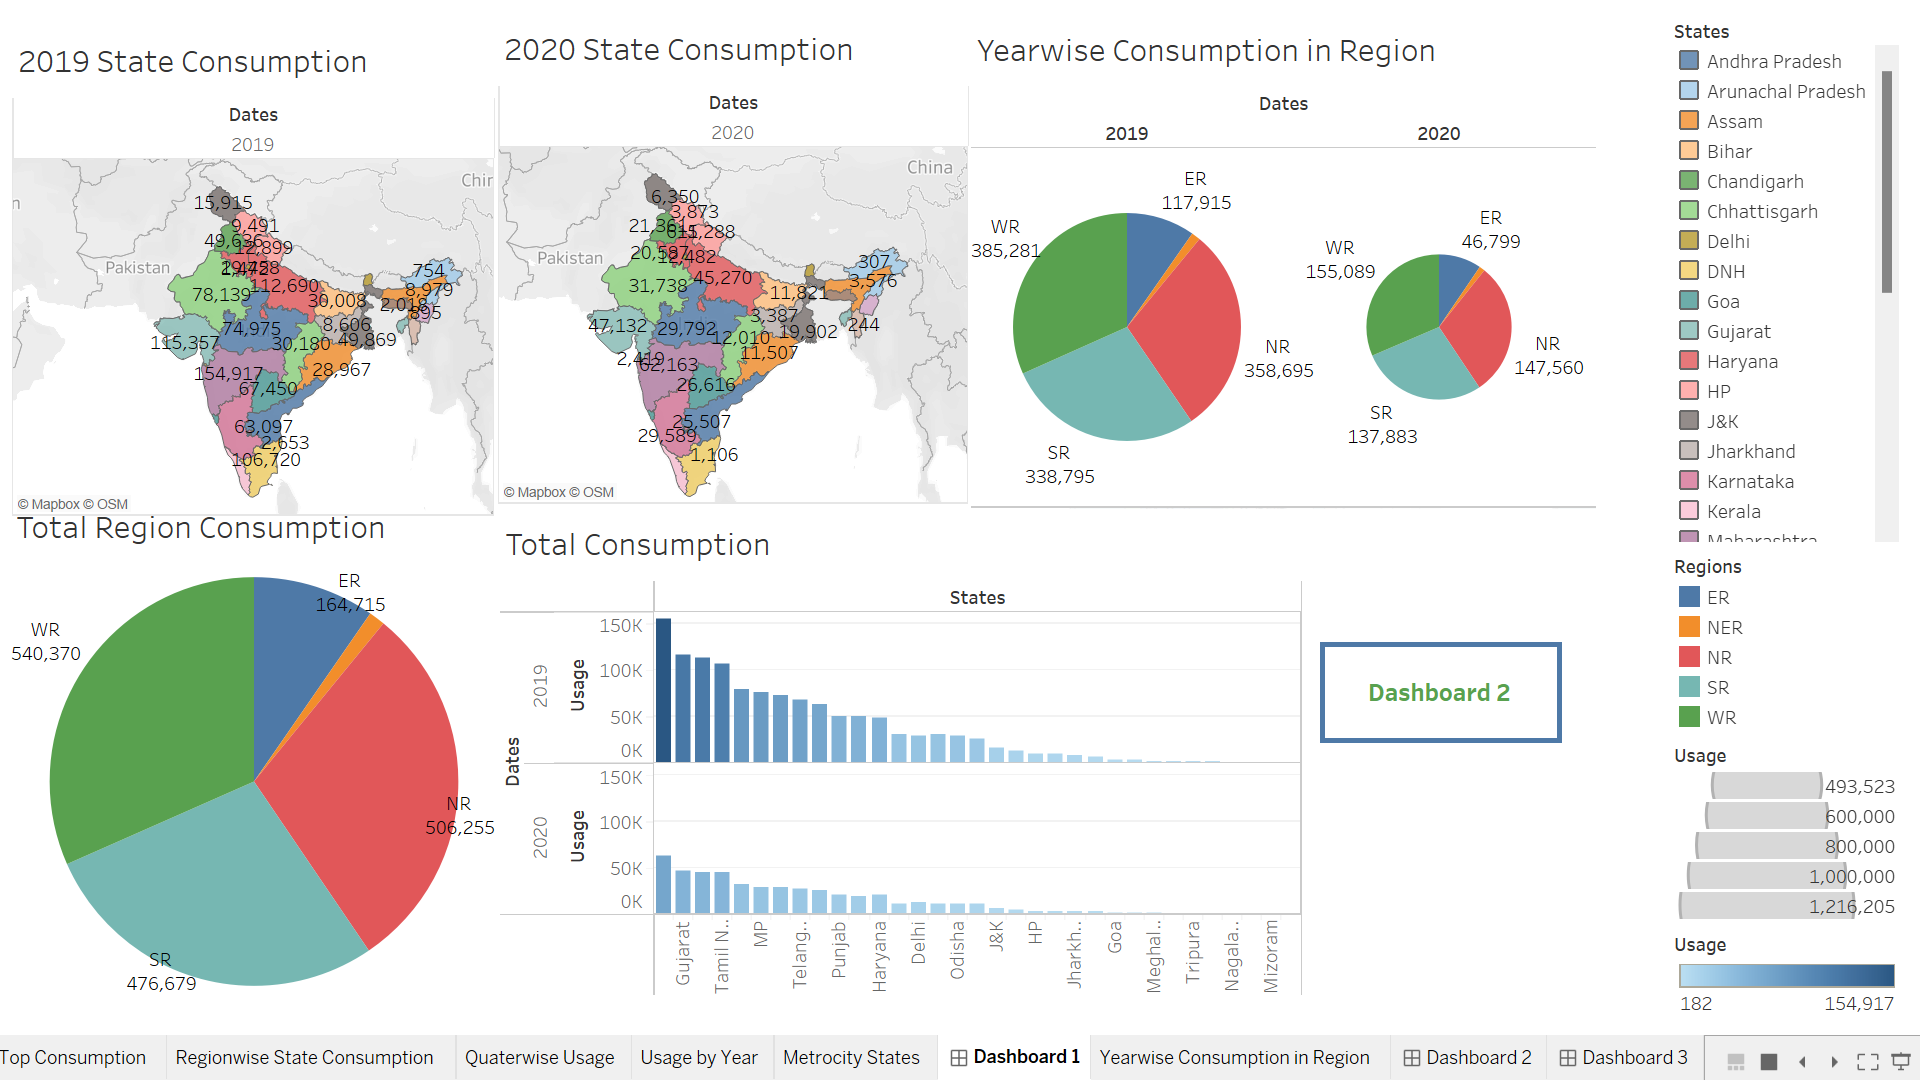 2019 State Consumption
Dates
2019
Chir
n
Pakistan
15,915
9,491
49,636
12,899
112,690
78,139
30,008
754
8,979
2,018
895
74,975
8,606
115,357
30,180
49,869
154,917
28,967
67,450
63,097
2,653
106,720
© Mapbox © OSM
2020 State Consumption
Dates
2020
China
Pakistan
6,350
3,873
21,361
11,288
20,587
12,482
45,270
31,738
11,821
307
3,576
3,387
47,132
29,792
19,902
244
12,010
11,507
2,419
62,163
26,616
25,507
29,589
1,106
© Mapbox © OSM
Yearwise Consumption in Region
Dates
2019
2020
ER
117,915
WR
385,281
NR
358,695
SR
338,795
ER
46,799
WR
155,089
NR
147,560
SR
137,883
Total Region Consumption
ER
164,715
WR
540,370
NR
506,255
SR
476,679
Total Consumption
States
Dates
2019
Usage
150K
100K
50K
0K
2020
Usage
150K
100K
50K
0K
Gujarat
Tamil N..
MP
Telang..
Punjab
Haryana
Delhi
Odisha
J&K
HP
Jharkh..
Goa
Meghal..
Tripura
Nagala..
Mizoram
Dashboard 2
States
Andhra Pradesh
Arunachal Pradesh
Assam
Bihar
Chandigarh
Chhattisgarh
Delhi
DNH
Goa
Gujarat
Haryana
HP
J&K
Jharkhand
Karnataka
Kerala
Maharashtra
Regions
ER
NER
NR
SR
WR
Usage
493,523
600,000
800,000
1,000,000
1,216,205
Usage
182
154,917
Top Consumption
Regionwise State Consumption
Quaterwise Usage
Usage by Year
Metrocity States
Dashboard 1
Yearwise Consumption in Region
Dashboard 2
Dashboard 3